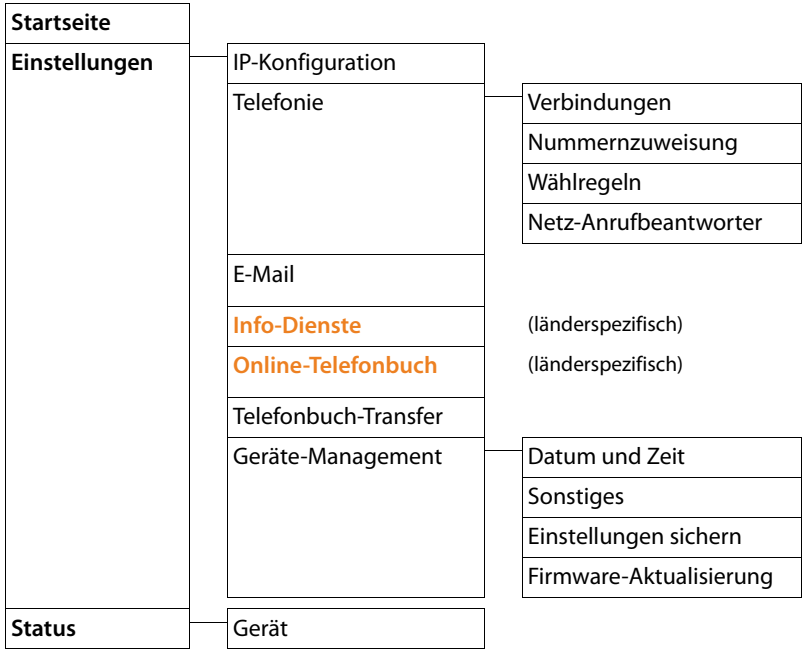 Startseite
Einstellungen
IP-Konfiguration
Telefonie
Verbindungen
Nummernzuweisung
Wählregeln
Netz-Anrufbeantworter
E-Mail
Info-Dienste (länderspezifisch)
Online-Telefonbuch (länderspezifisch)
Telefonbuch-Transfer
Geräte-Management
Datum und Zeit
Sonstiges
Einstellungen sichern
Firmware-Aktualisierung
Status
Gerät